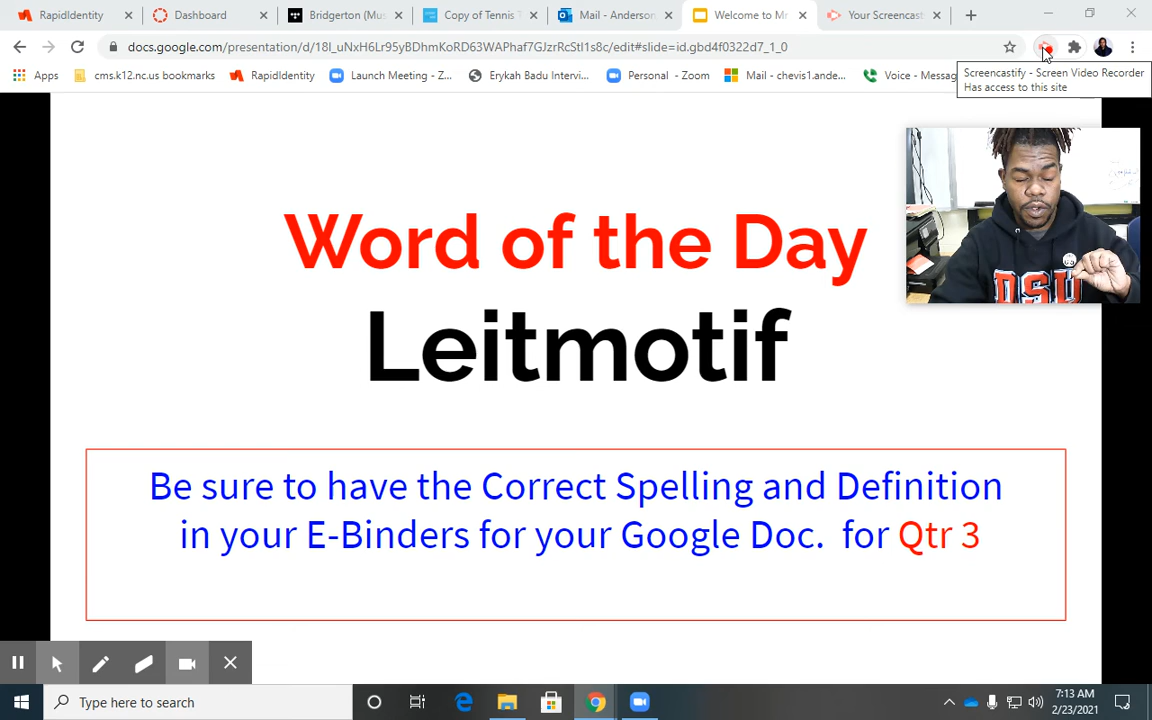 RapidIdentity
Dashboard
Bridgerton (Mus
Copy of Tennis T
Mail - Anderson
Welcome to Mr
Your Screencast
docs.google.com/presentation/d/18l_uNxH6Lr95yBDhmKoRD63WAPhaf7GJzrRcStI1s8c/edit#slide=id.gbd4f0322d7_1_0
Apps
cms.k12.nc.us bookmarks
RapidIdentity
Launch Meeting - Z...
Erykah Badu Intervi...
Personal - Zoom
Mail - chevis1.ande...
Voice - Messag
Screencastify - Screen Video Recorder
Has access to this site
Word of the Day
Leitmotif
DSU
Be sure to have the Correct Spelling and Definition
in your E-Binders for your Google Doc. for Qtr 3
Type here to search
7:13 AM
2/23/2021